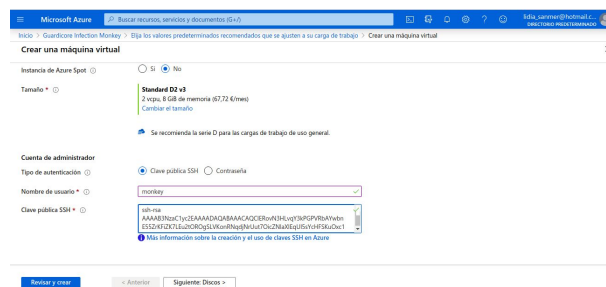 Microsoft Azure
Buscar recursos, servicios y documentos (G+/)
lidia_sanmer@hotmail.c...
DIRECTORIO PREDETERMINADO
Inicio > Guardicore Infection Monkey > Elija los valores predeterminados recomendados que se ajusten a su carga de trabajo > Crear una máquina virtual
Crear una máquina virtual
Instancia de Azure Spot
Sí No
Tamaño *
Standard D2 v3
2 vcpu, 8 GiB de memoria (67,72 €/mes)
Cambiar el tamaño
Se recomienda la serie D para las cargas de trabajo de uso general.
Cuenta de administrador
Tipo de autenticación
Clave pública SSH Contraseña
Nombre de usuario *
monkey
Clave pública SSH *
ssh-rsa
Más información sobre la creación y el uso de claves SSH en Azure
Revisar y crear
< Anterior
Siguiente: Discos >